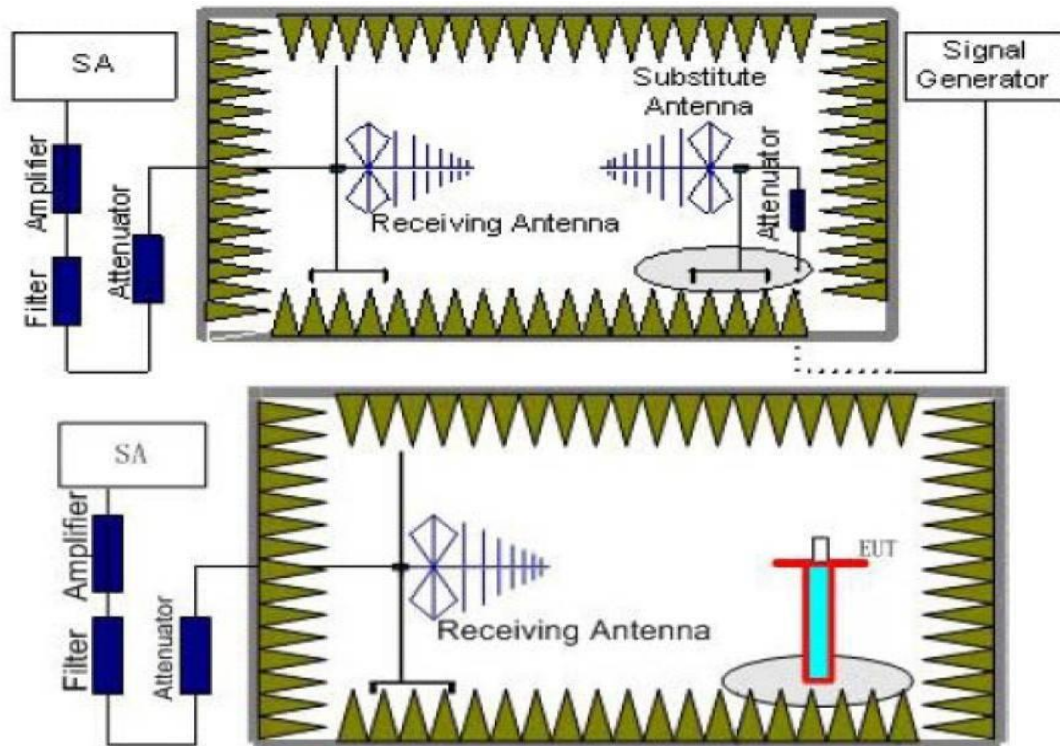 SA
Signal
Generator
Substitute
Antenna
Amplifier
Attenuator
Attenuator
Receiving Antenna
Filter
SA
Amplifier
EUT
Attenuator
Filter
Receiving Antenna